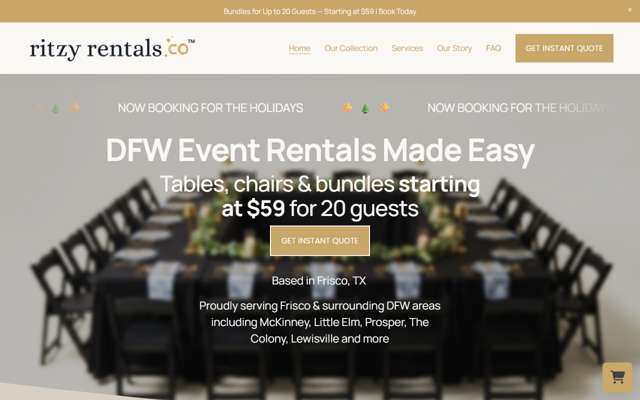 Bundles for Up to 20 Guests — Starting at $59 | Book Today
ritzy rentals.co™
Home
Our Collection
Services
Our Story
FAQ
GET INSTANT QUOTE
NOW BOOKING FOR THE HOLIDAYS
NOW BOOKING FOR THE HOLIDAYS
DFW Event Rentals Made Easy
Tables, chairs & bundles starting
at $59 for 20 guests
GET INSTANT QUOTE
Based in Frisco, TX
Proudly serving Frisco & surrounding DFW areas
including McKinney, Little Elm, Prosper, The
Colony, Lewisville and more